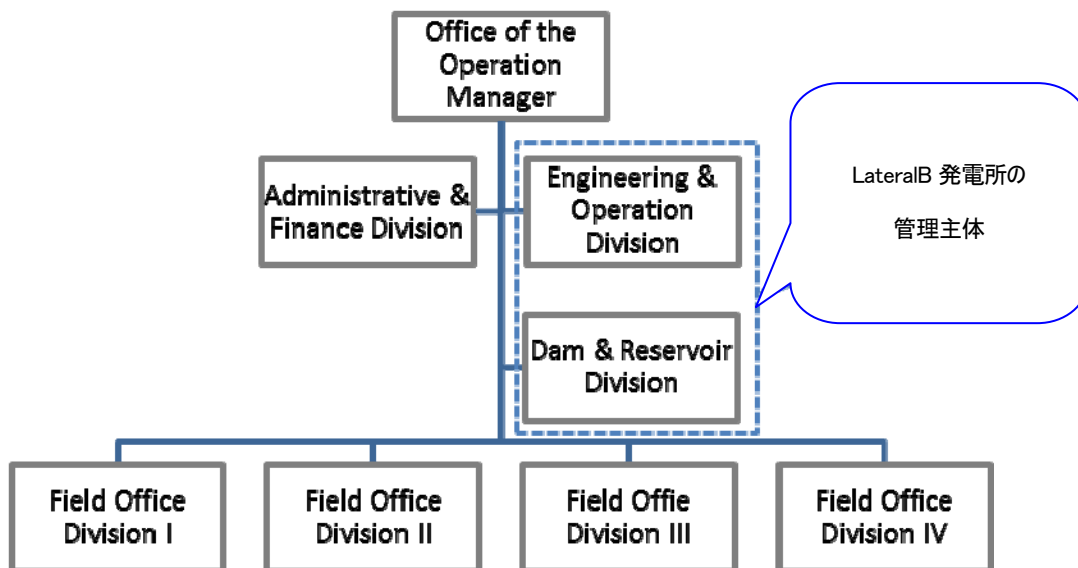 Office of the
Operation
Manager
Administrative &
Finance Division
Engineering &
Operation
Division
LateralB 発電所の
管理主体
Dam & Reservoir
Division
Field Office
Division I
Field Office
Division II
Field Offie
Division III
Field Office
Division IV